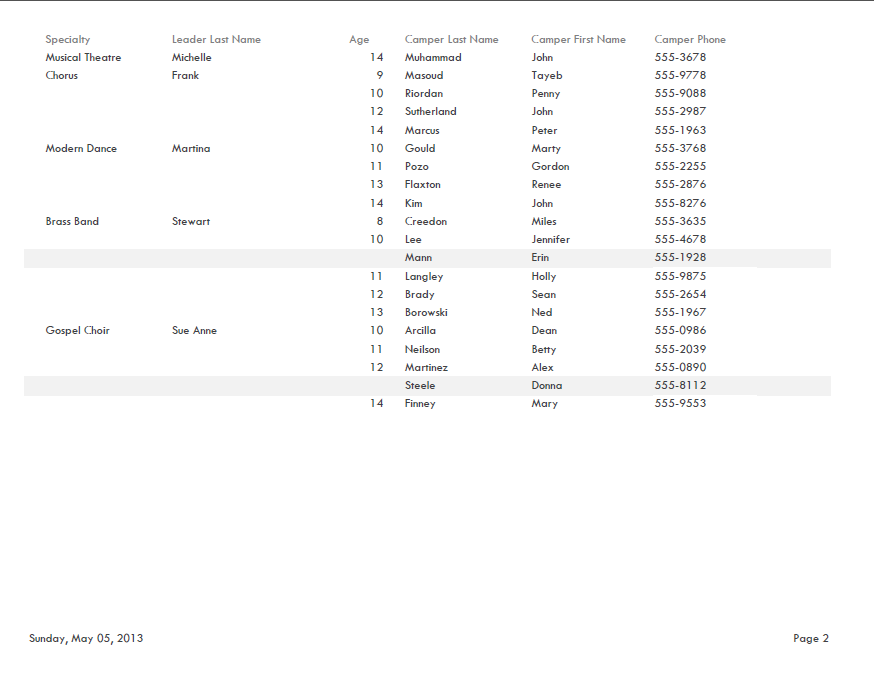 Specialty Leader Last Name Age Camper Last Name Camper First Name Camper Phone
Musical Theatre Michelle 14 Muhammad John 555-3678
Chorus Frank 9 Masoud Tayeb 555-9778
10 Riordan Penny 555-9088
12 Sutherland John 555-2987
14 Marcus Peter 555-1963
Modern Dance Martina 10 Gould Marty 555-3768
11 Pozo Gordon 555-2255
13 Flaxton Renee 555-2876
14 Kim John 555-8276
Brass Band Stewart 8 Creedon Miles 555-3635
10 Lee Jennifer 555-4678
Mann Erin 555-1928
11 Langley Holly 555-9875
12 Brady Sean 555-2654
13 Borowski Ned 555-1967
Gospel Choir Sue Anne 10 Arcilla Dean 555-0986
11 Neilson Betty 555-2039
12 Martinez Alex 555-0890
Steele Donna 555-8112
14 Finney Mary 555-9553
Sunday, May 05, 2013 Page 2